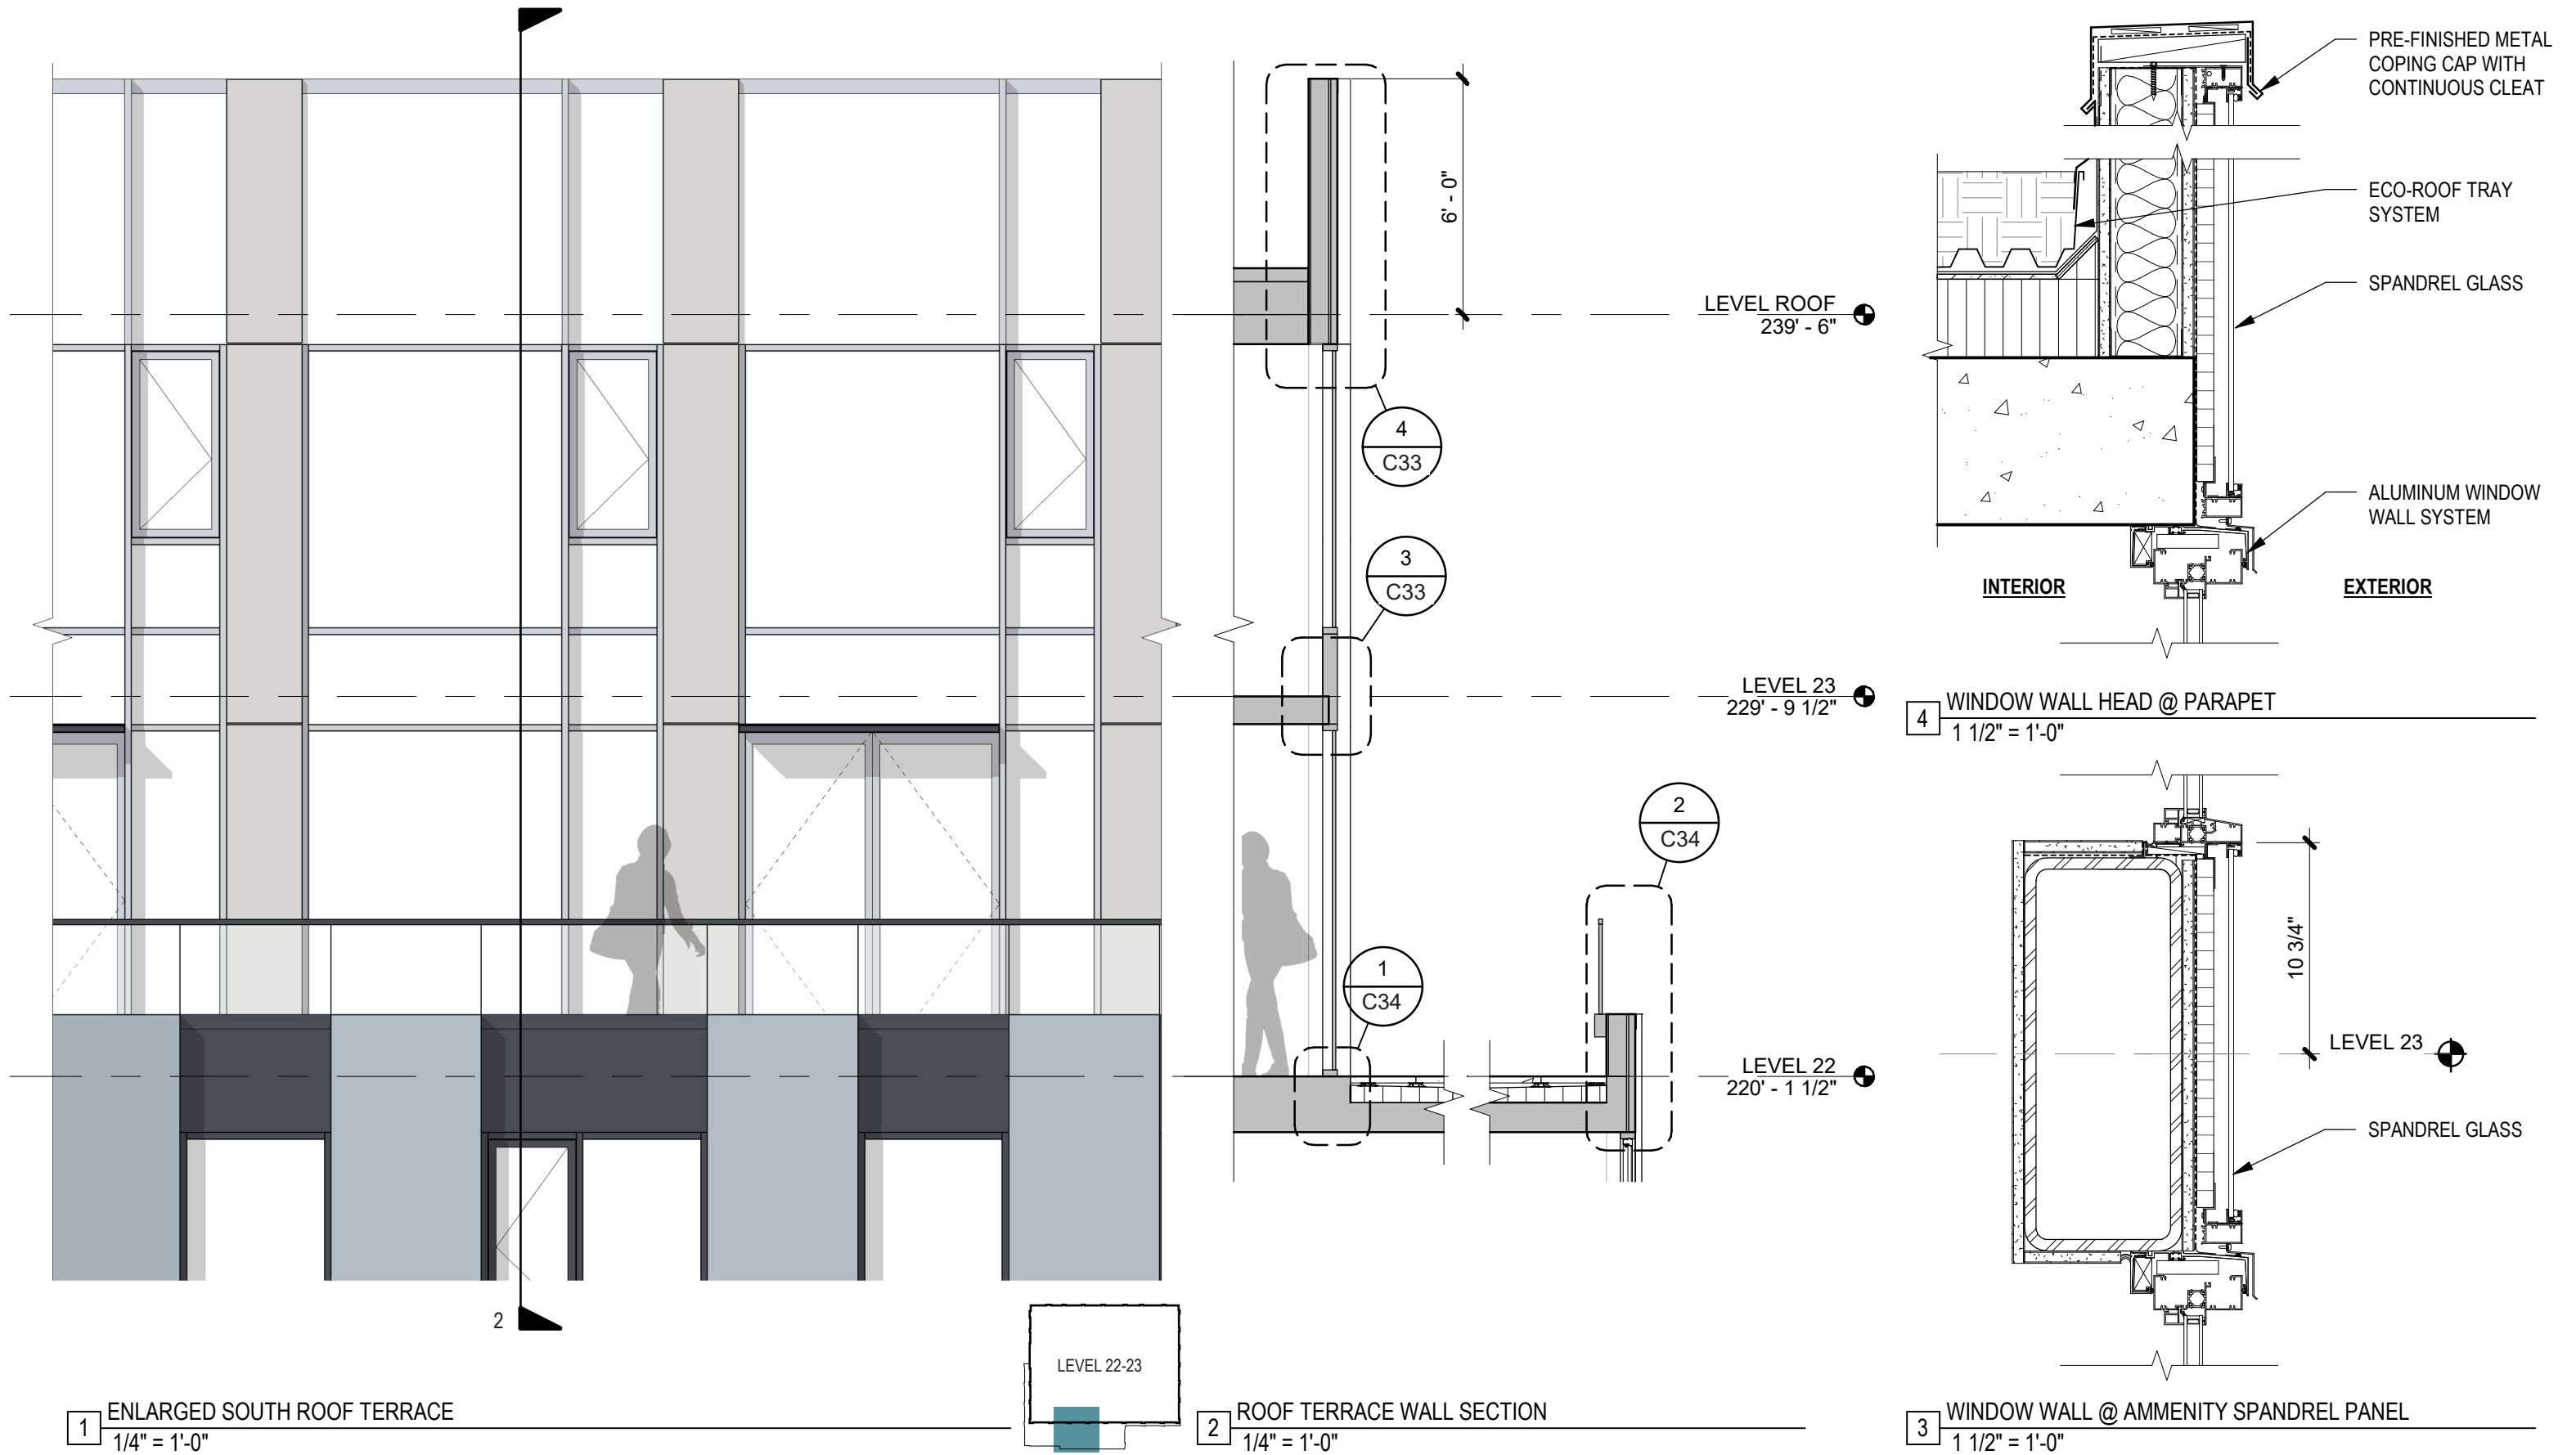 2
1
ENLARGED SOUTH ROOF TERRACE
1/4" = 1'-0"
LEVEL 22-23
6' - 0"
4
C33
3
C33
2
C34
1
C34
LEVEL ROOF
239' - 6"
LEVEL 23
229' - 9 1/2"
LEVEL 22
220' - 1 1/2"
2
ROOF TERRACE WALL SECTION
1/4" = 1'-0"
PRE-FINISHED METAL
COPING CAP WITH
CONTINUOUS CLEAT
ECO-ROOF TRAY
SYSTEM
SPANDREL GLASS
ALUMINUM WINDOW
WALL SYSTEM
INTERIOR
EXTERIOR
4
WINDOW WALL HEAD @ PARAPET
1 1/2" = 1'-0"
10 3/4"
LEVEL 23
SPANDREL GLASS
3
WINDOW WALL @ AMMENITY SPANDREL PANEL
1 1/2" = 1'-0"